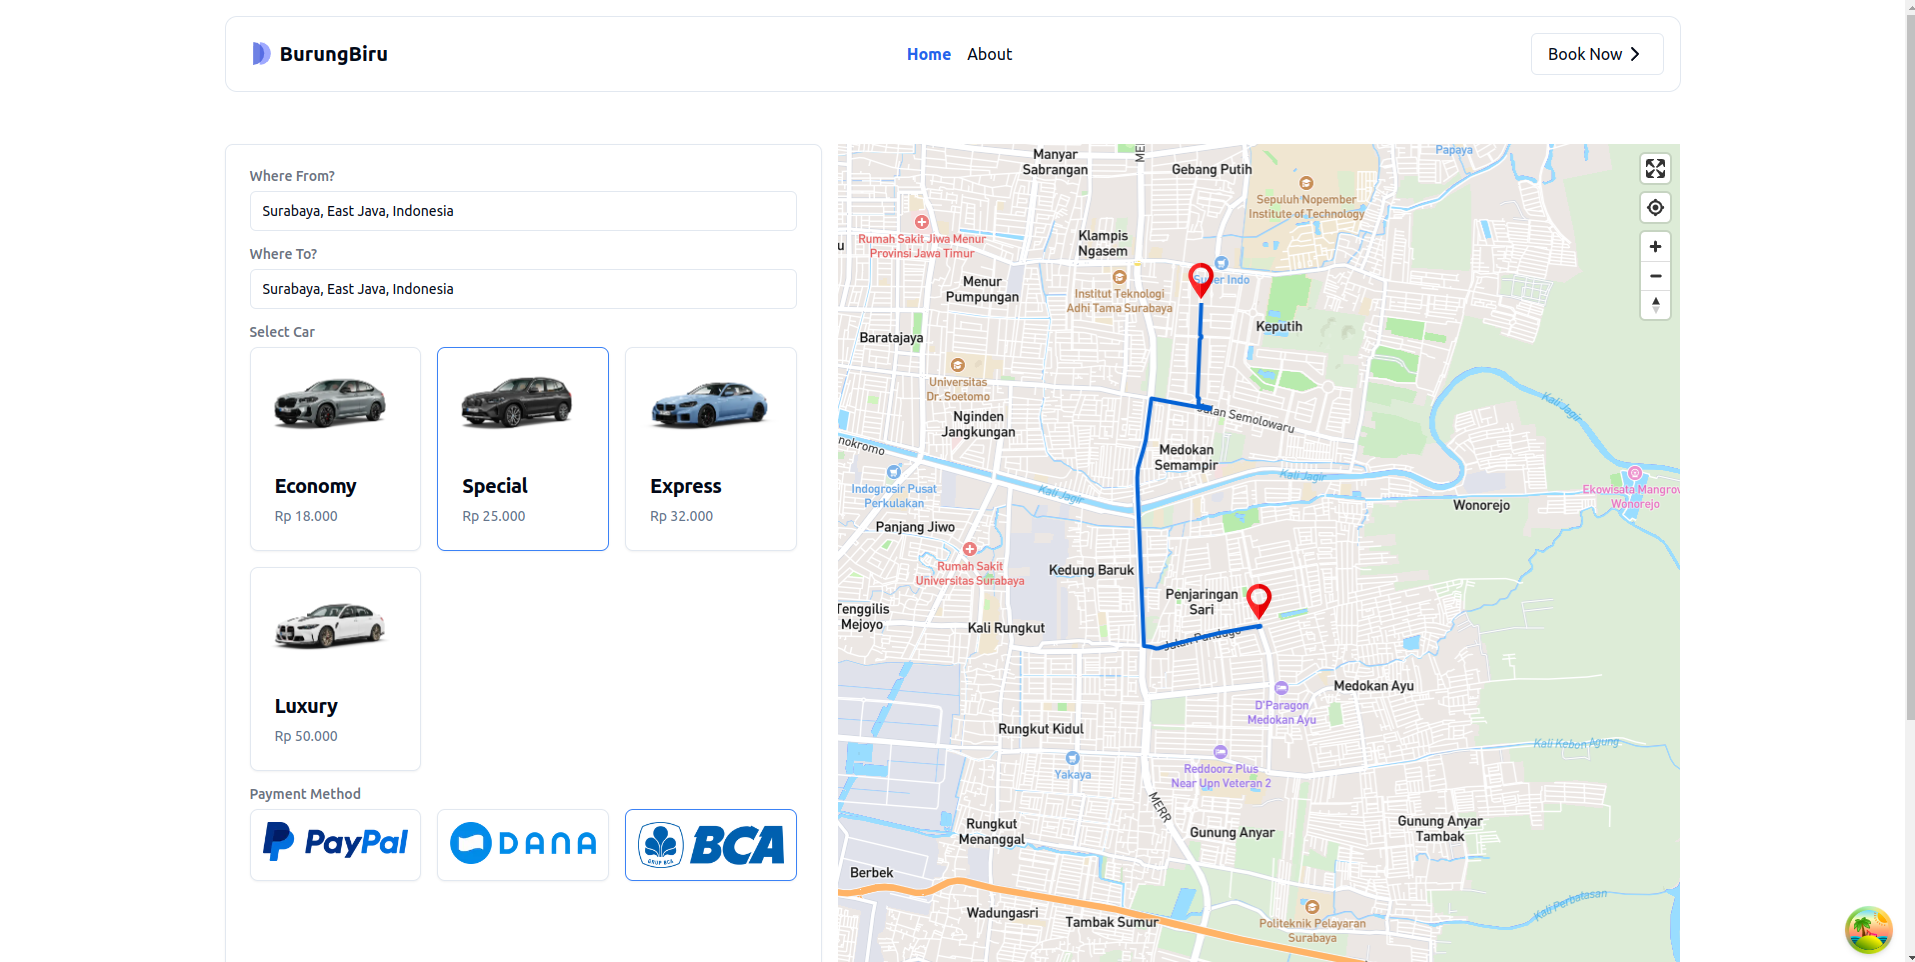 BurungBiru
Home
About
Book Now
Where From?
Surabaya, East Java, Indonesia
Where To?
Surabaya, East Java, Indonesia
Select Car
Economy
Rp 18.000
Special
Rp 25.000
Express
Rp 32.000
Luxury
Rp 50.000
Payment Method
PayPal
DANA
GRUP BCA
BCA
Manyar
Sabrangan
Gebang Putih
Papaya
Sepuluh Nopember
Institute of Technology
Rumah Sakit Jiwa Menur
Provinsi Jawa Timur
Klampis
Ngasem
Menur
Pumpungan
Institut Teknologi
Adhi Tama Surabaya
Indo
Keputih
Baratajaya
Universitas
Dr. Soetomo
Nginden
Jangkungan
Jalan Semolowaru
Kali Jagir
nokromo
Medokan
Semampir
Kali Jagir
Kali Jagir
Indogrosir Pusat
Perkulakan
Ekowisata Mangrov
Wonorejo
Wonorejo
Panjang Jiwo
Rumah Sakit
Universitas Surabaya
Kedung Baruk
Penjaringan
Sari
Tenggilis
Mejoyo
Kali Rungkut
Jalan Pandugo
Medokan Ayu
D'Paragon
Medokan Ayu
Rungkut Kidul
Kali Kebon Agung
Yakaya
Reddoorz Plus
Near Upn Veteran 2
MERR
Rungkut
Menanggal
Gunung Anyar
Gunung Anyar
Tambak
Berbek
Kali Perbatasan
Wadungasri
Tambak Sumur
Politeknik Pelayaran
Surabaya